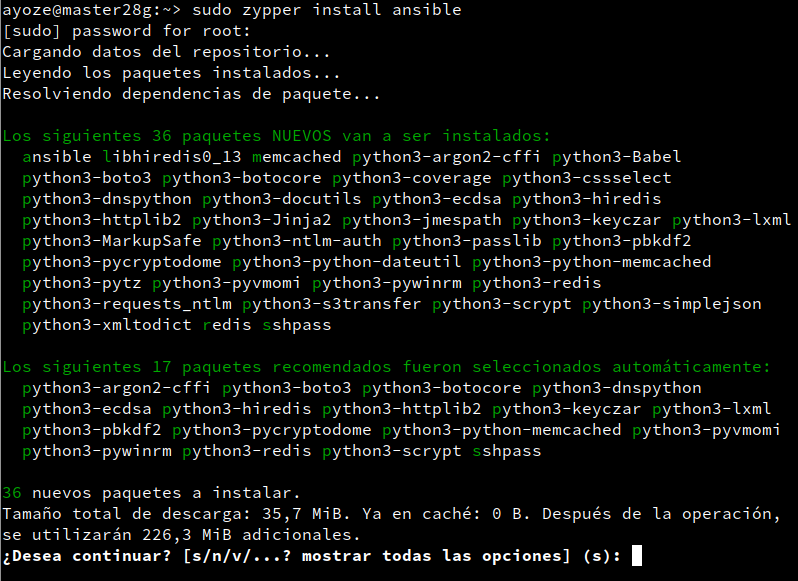 ayoze@master28g:~> sudo zypper install ansible
[sudo] password for root:
Cargando datos del repositorio...
Leyendo los paquetes instalados...
Resolviendo dependencias de paquete...
Los siguientes 36 paquetes NUEVOS van a ser instalados:
ansible libhiredis0_13 memcached python3-argon2-cffi python3-Babel
python3-boto3 python3-botocore python3-coverage python3-cssselect
python3-dnspython python3-docutils python3-ecdsa python3-hiredis
python3-httplib2 python3-Jinja2 python3-jmespath python3-keyczar python3-lxml
python3-MarkupSafe python3-ntlm-auth python3-passlib python3-pbkdf2
python3-pycryptodome python3-python-dateutil python3-python-memcached
python3-pytz python3-pyvmomi python3-pywinrm python3-redis
python3-requests_ntlm python3-s3transfer python3-scrypt python3-simplejson
python3-xmltodict redis sshpass
Los siguientes 17 paquetes recomendados fueron seleccionados automáticamente:
python3-argon2-cffi python3-boto3 python3-botocore python3-dnspython
python3-ecdsa python3-hiredis python3-httplib2 python3-keyczar python3-lxml
python3-pbkdf2 python3-pycryptodome python3-python-memcached python3-pyvmomi
python3-pywinrm python3-redis python3-scrypt sshpass
36 nuevos paquetes a instalar.
Tamaño total de descarga: 35,7 MiB. Ya en caché: 0 B. Después de la operación,
se utilizarán 226,3 MiB adicionales.
¿Desea continuar? [s/n/v/...? mostrar todas las opciones] (s):